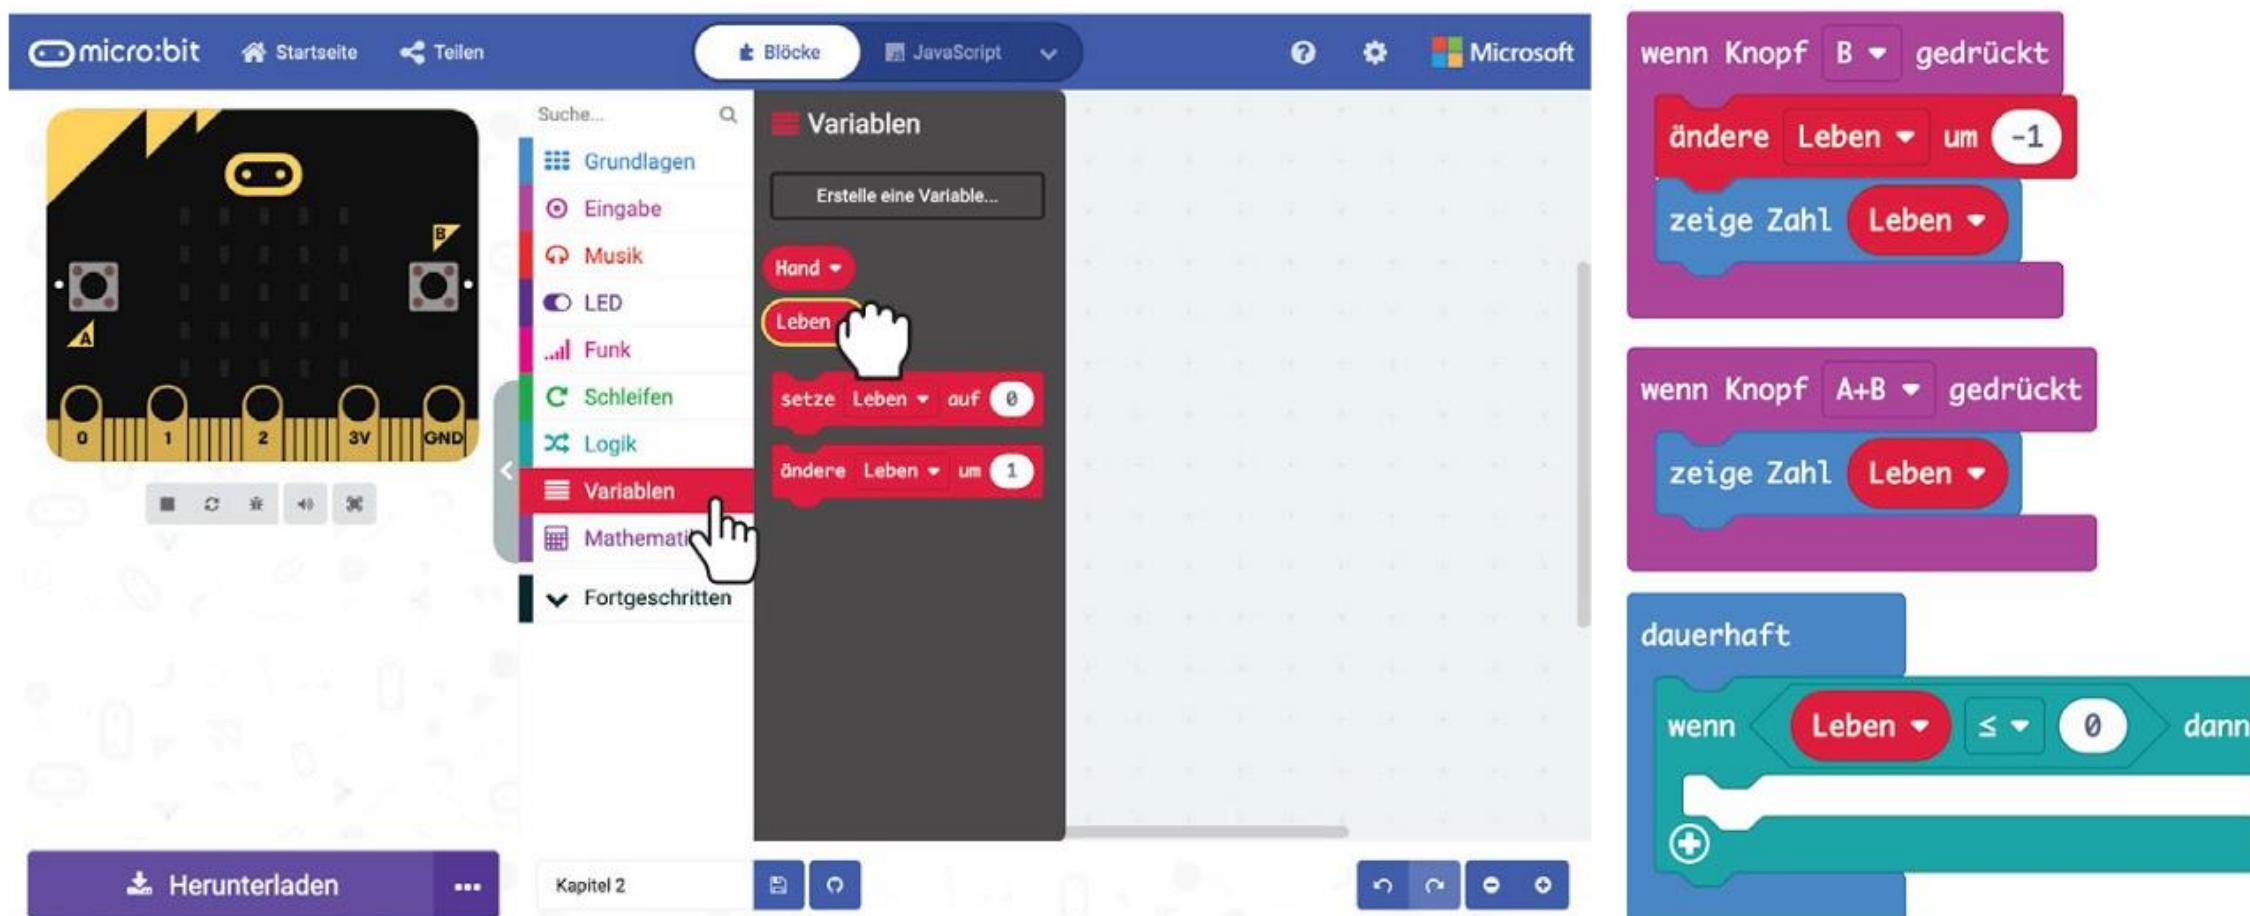 micro:bit
Startseite
Teilen
Blöcke
JavaScript
Microsoft
B
A
0 1 2 3V GND
Herunterladen
Suche...
Grundlagen
Eingabe
Musik
LED
Funk
Schleifen
Logik
Variablen
Fortgeschritten
Kapitel 2
Variablen
Erstelle eine Variable...
Hand
Leben
setze Leben auf 0
ändere Leben um 1
wenn Knopf B gedrückt
ändere Leben um -1
zeige Zahl Leben
wenn Knopf A+B gedrückt
zeige Zahl Leben
dauerhaft
wenn Leben ≤ 0 dann